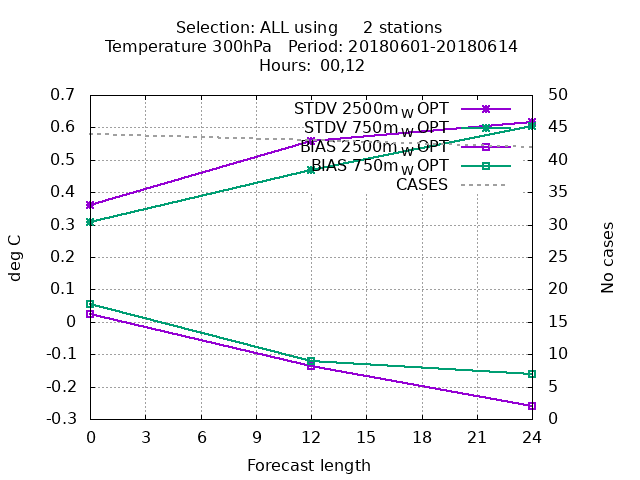 Selection: ALL using 2 stations
Temperature 300hPa Period: 20180601-20180614
Hours: 00,12
0.7
0.6
0.5
0.4
0.3
0.2
0.1
0
-0.1
-0.2
-0.3
deg C
STDV 2500m_W OPT
STDV 750m_W OPT
BIAS 2500m_W OPT
BIAS 750m_W OPT
CASES
50
45
40
35
30
25
20
15
10
5
0
No cases
0 3 6 9 12 15 18 21 24
Forecast length